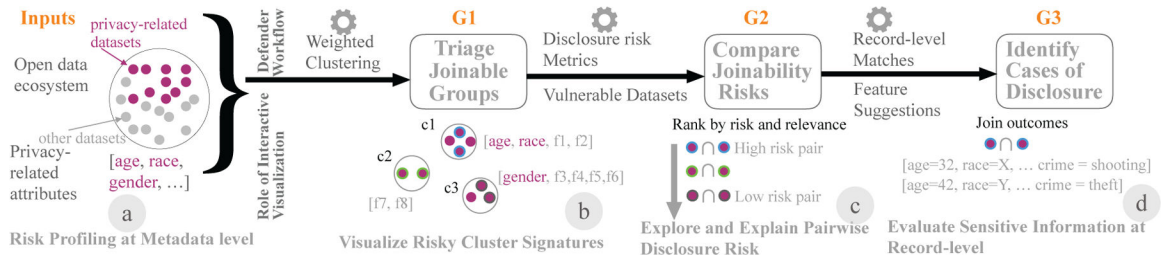 Inputs
privacy-related
datasets
Open data
ecosystem
other datasets
Privacy-
related
attributes
[age, race,
gender, ...]
a
Risk Profiling at Metadata level
Defender
Workflow
Role of Interactive
Visualization
Weighted
Clustering
G1
Triage
Joinable
Groups
c1
[age, race, f1, f2]
c2
[f7, f8]
c3
[gender, f3,f4,f5,f6]
b
Visualize Risky Cluster Signatures
Disclosure risk
Metrics
Vulnerable Datasets
G2
Compare
Joinability
Risks
Rank by risk and relevance
∩ High risk pair
∩
∩ Low risk pair
c
Explore and Explain Pairwise
Disclosure Risk
Record-level
Matches
Feature
Suggestions
G3
Identify
Cases of
Disclosure
Join outcomes
∩
[age=32, race=X, ... crime = shooting]
[age=42, race=Y, ... crime = theft]
d
Evaluate Sensitive Information at
Record-level